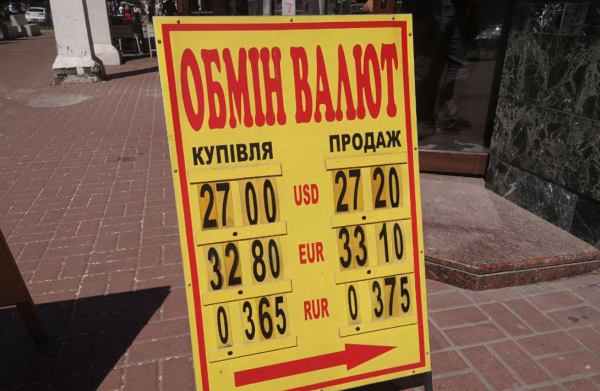 ОБМІН ВАЛЮТ
КУПІВЛЯ ПРОДАЖ
27 00 USD 27 20
32 80 EUR 33 10
0 365 RUR 0 375